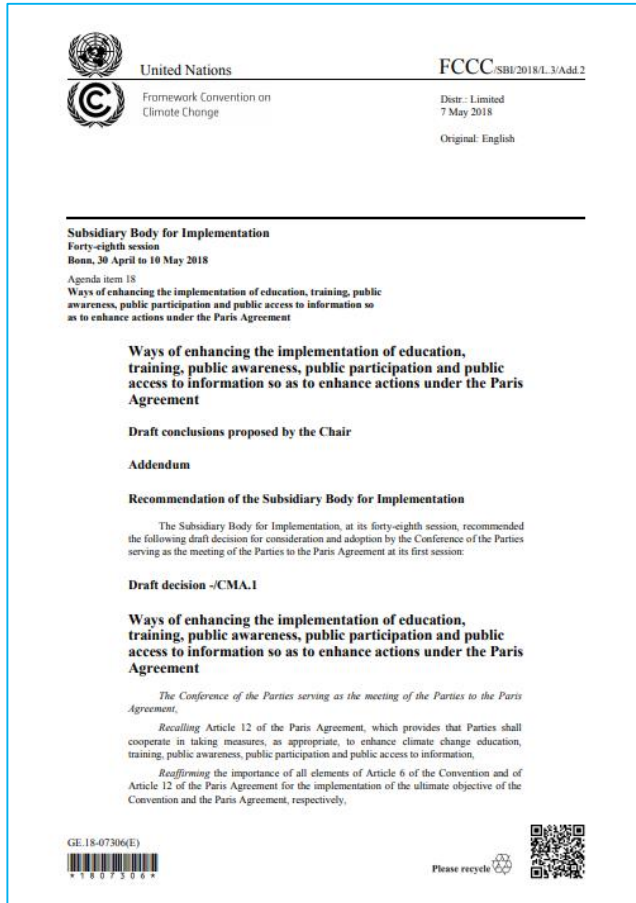 United Nations
FCCC/SBI/2018/L.3/Add.2
Framework Convention on
Climate Change
Distr.: Limited
7 May 2018
Original: English
Subsidiary Body for Implementation
Forty-eighth session
Bonn, 30 April to 10 May 2018
Agenda item 18
Ways of enhancing the implementation of education, training, public
awareness, public participation and public access to information so
as to enhance actions under the Paris Agreement
Ways of enhancing the implementation of education,
training, public awareness, public participation and public
access to information so as to enhance actions under the Paris
Agreement
Draft conclusions proposed by the Chair
Addendum
Recommendation of the Subsidiary Body for Implementation
The Subsidiary Body for Implementation, at its forty-eighth session, recommended
the following draft decision for consideration and adoption by the Conference of the Parties
serving as the meeting of the Parties to the Paris Agreement at its first session:
Draft decision -/CMA.1
Ways of enhancing the implementation of education,
training, public awareness, public participation and public
access to information so as to enhance actions under the Paris
Agreement
The Conference of the Parties serving as the meeting of the Parties to the Paris
Agreement,
Recalling Article 12 of the Paris Agreement, which provides that Parties shall
cooperate in taking measures, as appropriate, to enhance climate change education,
training, public awareness, public participation and public access to information,
Reaffirming the importance of all elements of Article 6 of the Convention and of
Article 12 of the Paris Agreement for the implementation of the ultimate objective of the
Convention and the Paris Agreement, respectively,
GE.18-07306(E)
*1807306*
Please recycle